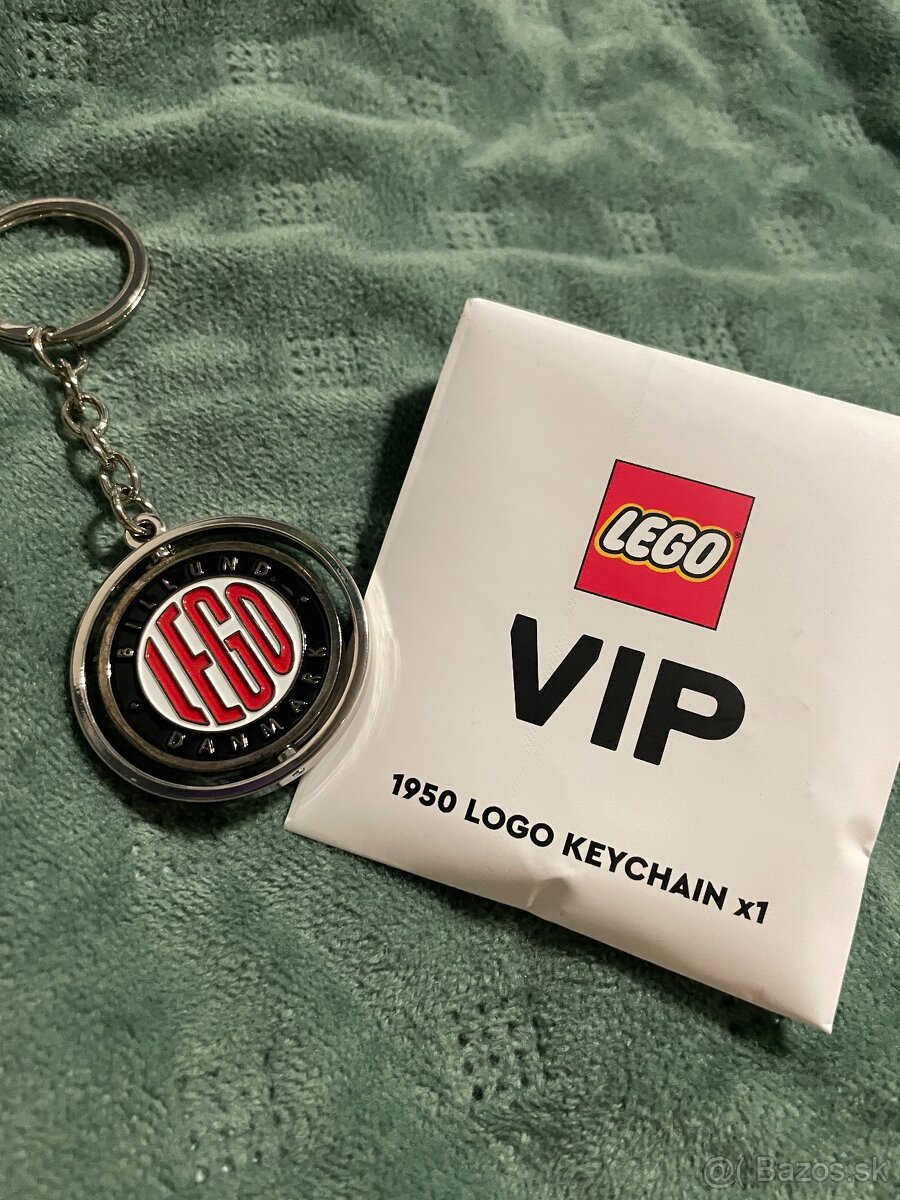 BILLUND.
LEGO
DANMARK
LEGO®
VIP
1950 LOGO KEYCHAIN x1
@( Bazos.sk